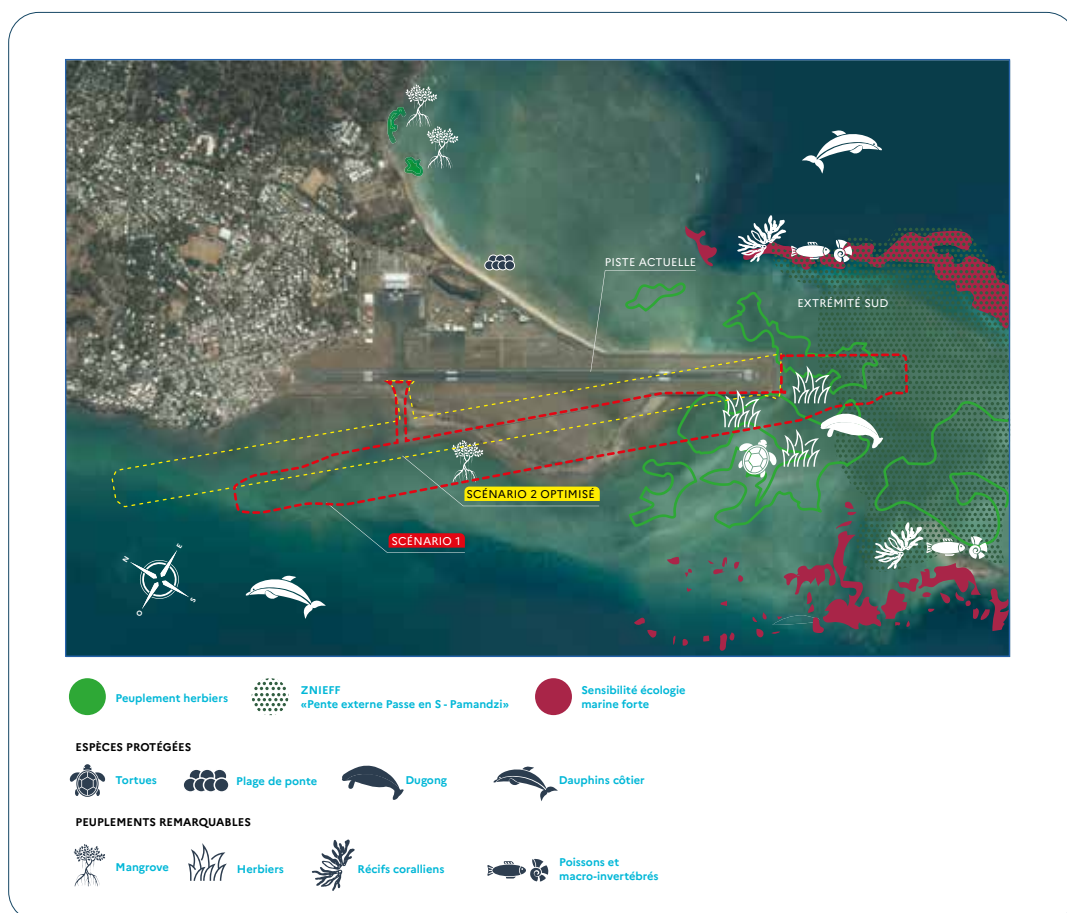 PISTE ACTUELLE
EXTRÉMITÉ SUD
SCÉNARIO 2 OPTIMISÉ
SCÉNARIO 1
N
E
O
S
Peuplement herbiers
ZNIEFF
«Pente externe Passe en S - Pamandzi»
Sensibilité écologie
marine forte
ESPÈCES PROTÉGÉES
Tortues
Plage de ponte
Dugong
Dauphins côtier
PEUPLEMENTS REMARQUABLES
Mangrove
Herbiers
Récifs coralliens
Poissons et
macro-invertébrés